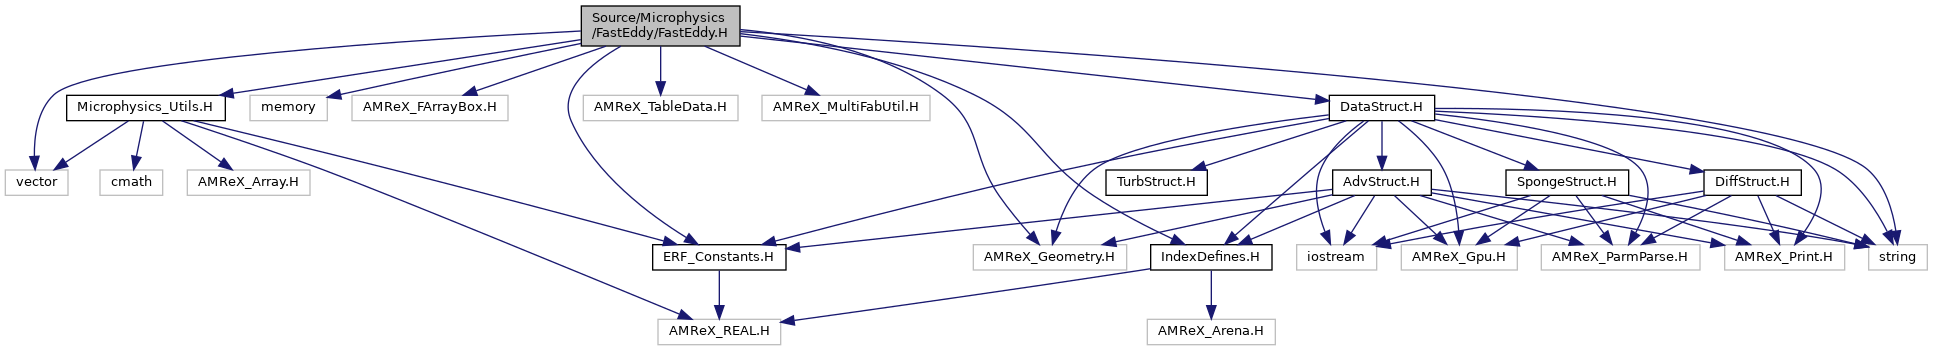 Source/Microphysics
/FastEddy/FastEddy.H
Microphysics_Utils.H
memory
AMReX_FArrayBox.H
AMReX_TableData.H
AMReX_MultiFabUtil.H
DataStruct.H
vector
cmath
AMReX_Array.H
TurbStruct.H
AdvStruct.H
SpongeStruct.H
DiffStruct.H
ERF_Constants.H
AMReX_Geometry.H
IndexDefines.H
iostream
AMReX_Gpu.H
AMReX_ParmParse.H
AMReX_Print.H
string
AMReX_REAL.H
AMReX_Arena.H